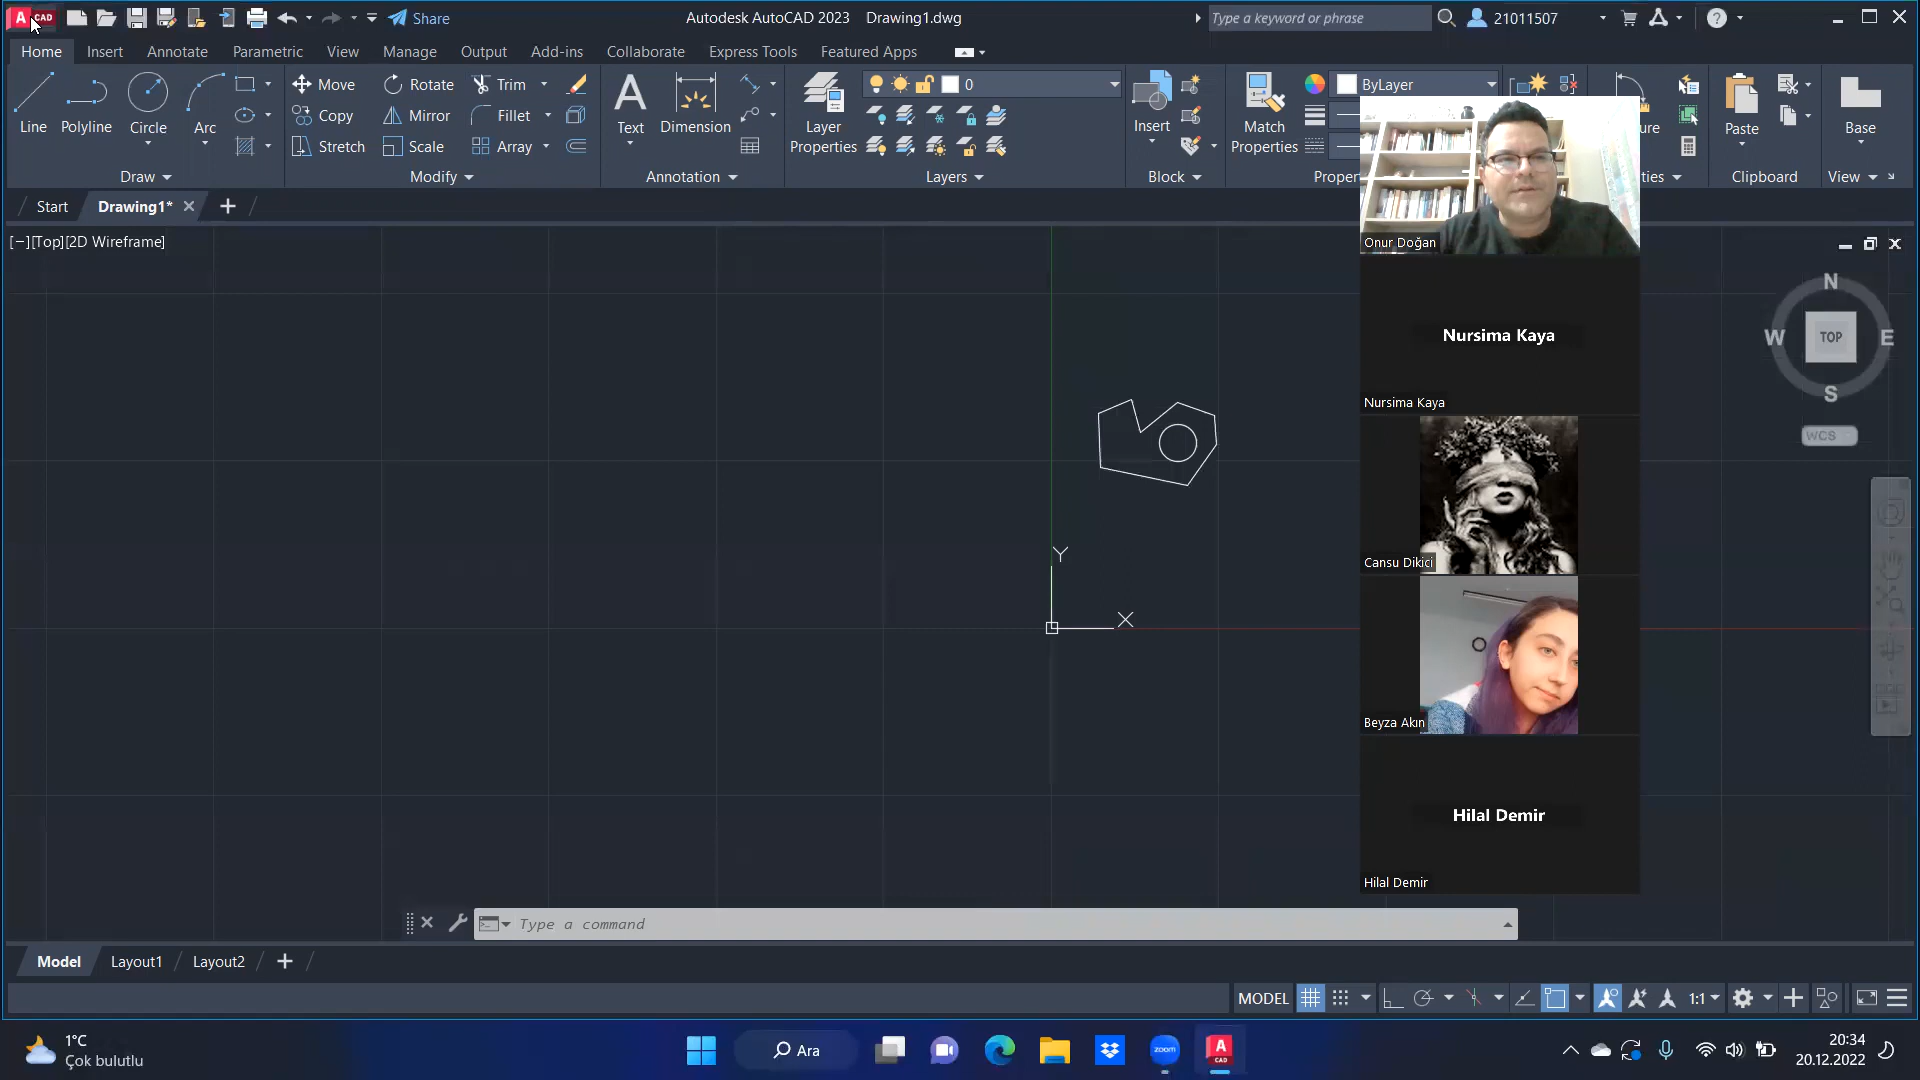 A CAD
Share
Autodesk AutoCAD 2023 Drawing1.dwg
Type a keyword or phrase
21011507
Home Insert Annotate Parametric View Manage Output Add-ins Collaborate Express Tools Featured Apps
Line Polyline Circle Arc
Move Rotate Trim
Copy Mirror Fillet
Stretch Scale Array
Text Dimension
Layer Properties
0
Insert
Match Properties
ByLayer
Paste
Base
Draw Modify Annotation Layers Block Clipboard View
Start Drawing1*
[−][Top][2D Wireframe]
Onur Doğan
Nursima Kaya
Nursima Kaya
Cansu Dikici
Beyza Akın
Hilal Demir
Hilal Demir
N
W TOP E
S
WCS
Y
X
Type a command
Model Layout1 Layout2
MODEL
1:1
1°C
Çok bulutlu
Ara
zoom
A CAD
20:34
20.12.2022